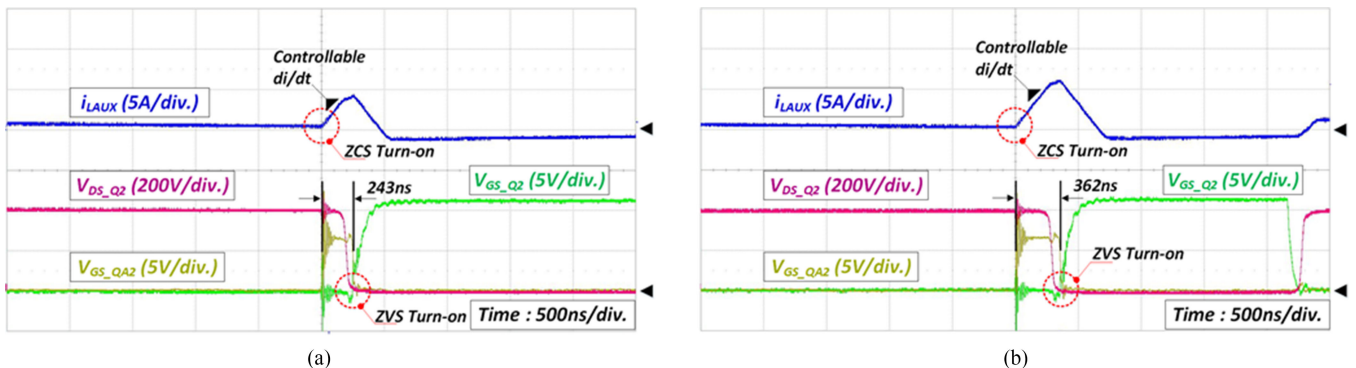 Controllable
di/dt
iLAUX (5A/div.)
ZCS Turn-on
VDS_Q2 (200V/div.)
243ns
VGS_Q2 (5V/div.)
VGS_QA2 (5V/div.)
ZVS Turn-on
Time : 500ns/div.
(a)
Controllable
di/dt
iLAUX (5A/div.)
ZCS Turn-on
VDS_Q2 (200V/div.)
362ns
VGS_Q2 (5V/div.)
ZVS Turn-on
VGS_QA2 (5V/div.)
Time : 500ns/div.
(b)